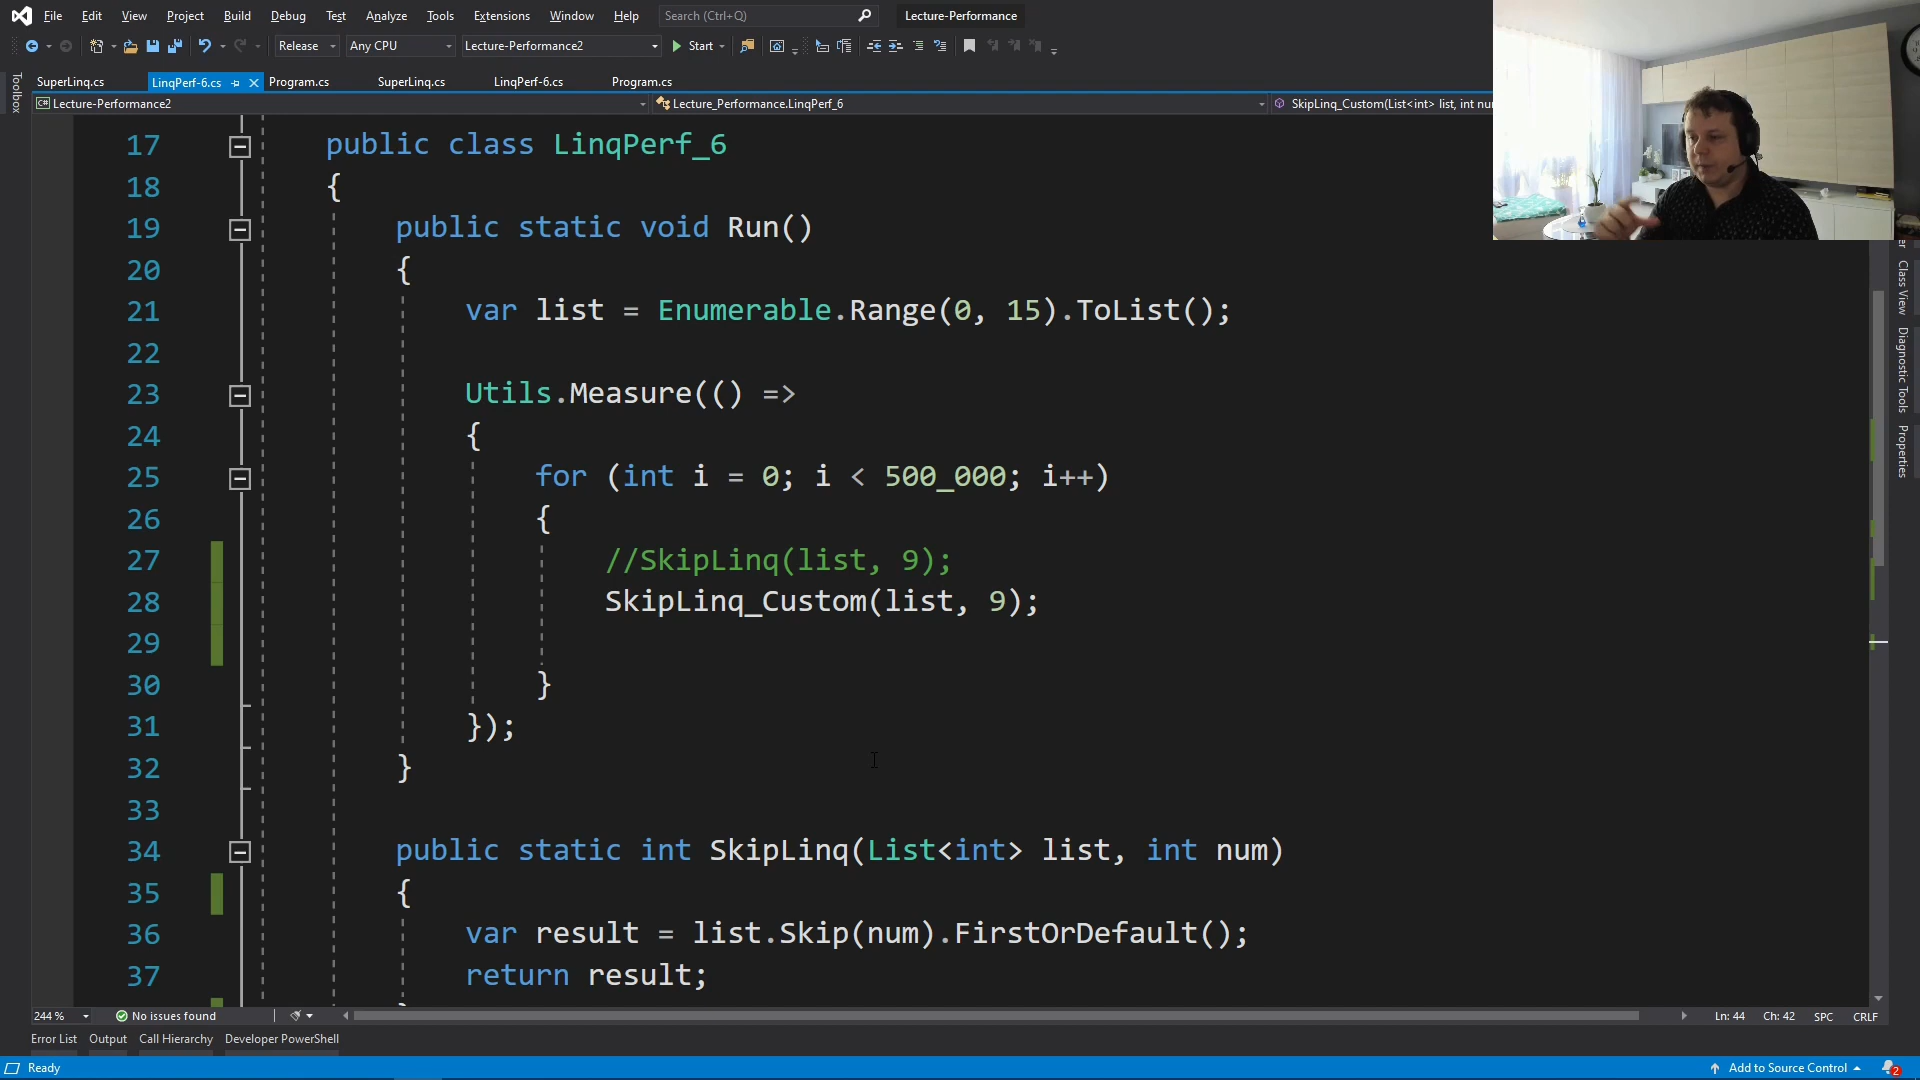 File Edit View Project Build Debug Test Analyze Tools Extensions Window Help Search (Ctrl+Q) Lecture-Performance
Release Any CPU Lecture-Performance2 Start
SuperLinq.cs LinqPerf-6.cs Program.cs SuperLinq.cs LinqPerf-6.cs Program.cs
Toolbox
C# Lecture-Performance2 Lecture_Performance.LinqPerf_6 SkipLinq_Custom(List<int> list, int num
17 public class LinqPerf_6
18 {
19 public static void Run()
20 {
21 var list = Enumerable.Range(0, 15).ToList();
22
23 Utils.Measure(() =>
24 {
25 for (int i = 0; i < 500_000; i++)
26 {
27 //SkipLinq(list, 9);
28 SkipLinq_Custom(list, 9);
29
30 }
31 });
32 }
33
34 public static int SkipLinq(List<int> list, int num)
35 {
36 var result = list.Skip(num).FirstOrDefault();
37 return result;
Class View
Diagnostic Tools
Properties
244 % No issues found Ln: 44 Ch: 42 SPC CRLF
Error List Output Call Hierarchy Developer PowerShell
Ready Add to Source Control 2